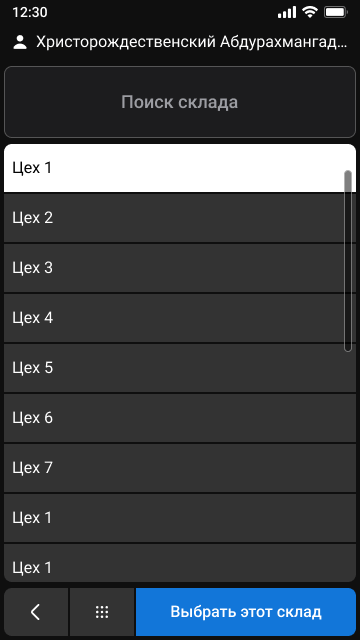 12:30
Христорождественский Абдурахмангад...
Поиск склада
Цех 1
Цех 2
Цех 3
Цех 4
Цех 5
Цех 6
Цех 7
Цех 1
Цех 1
Выбрать этот склад